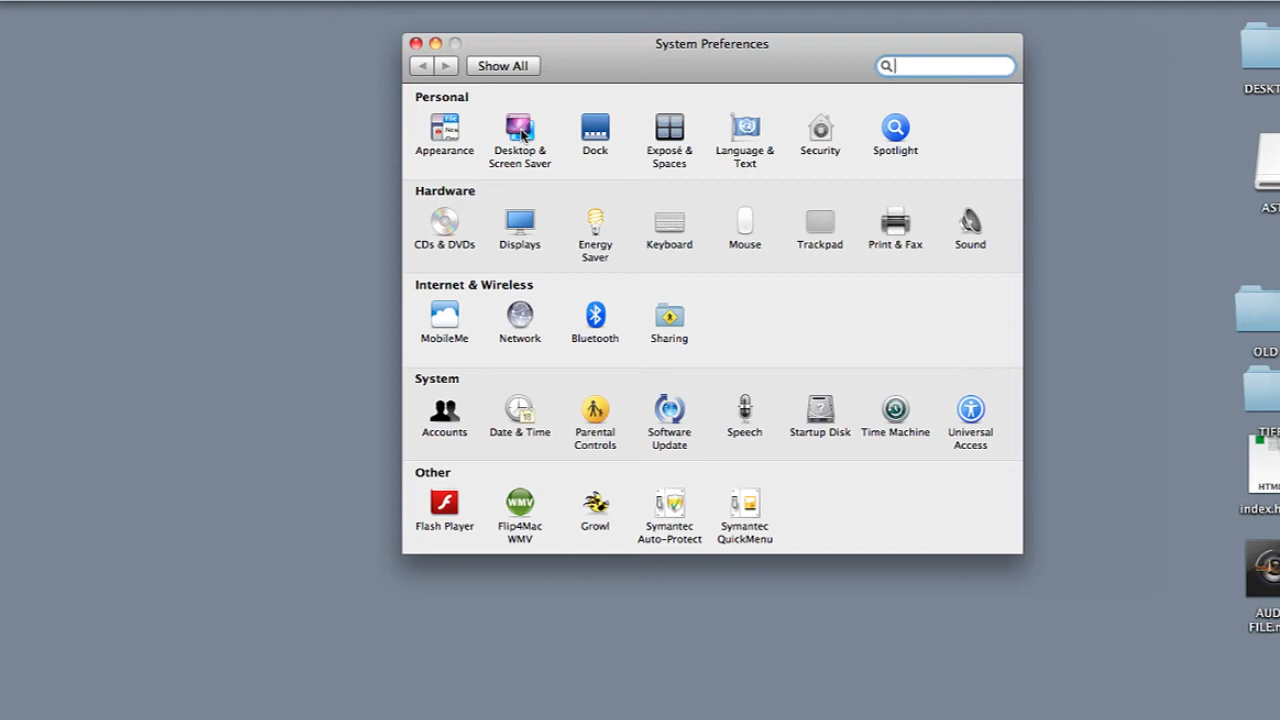 System Preferences
Show All
Personal
Appearance
Desktop &
Screen Saver
Dock
Exposé &
Spaces
Language &
Text
Security
Spotlight
Hardware
CDs & DVDs
Displays
Energy
Saver
Keyboard
Mouse
Trackpad
Print & Fax
Sound
Internet & Wireless
MobileMe
Network
Bluetooth
Sharing
System
Accounts
Date & Time
Parental
Controls
Software
Update
Speech
Startup Disk
Time Machine
Universal
Access
Other
Flash Player
WMV
Flip4Mac
WMV
Growl
Symantec
Auto-Protect
Symantec
QuickMenu
DESKT
AST
OLD
TIFF
HTML
index.h
AUD
FILE.m